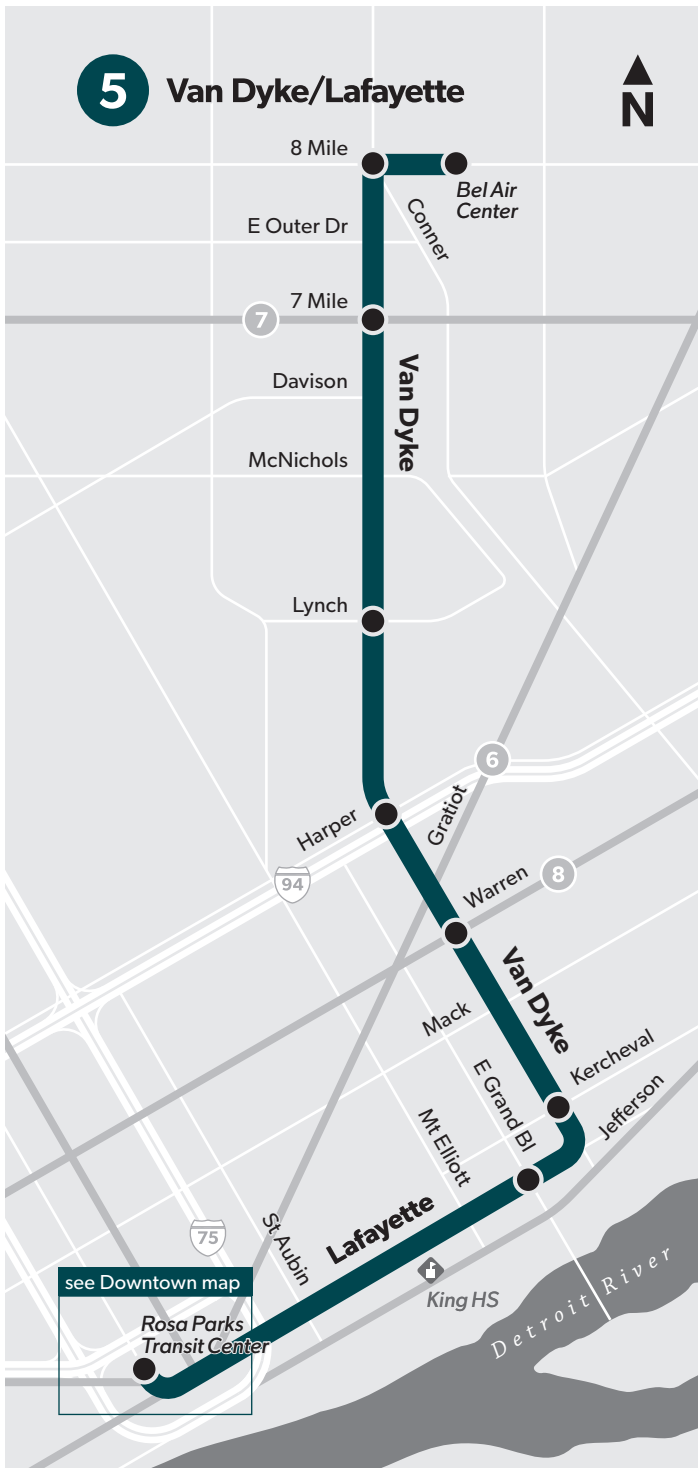 5 Van Dyke/Lafayette
N
8 Mile
Bel Air
Center
Conner
E Outer Dr
7 Mile
7
Van Dyke
Davison
McNichols
Lynch
6
Gratiot
Harper
94
Warren
8
Van Dyke
Mack
Kercheval
E Grand Bl
Jefferson
Mt Elliott
Lafayette
St Aubin
75
King HS
Detroit River
see Downtown map
Rosa Parks
Transit Center